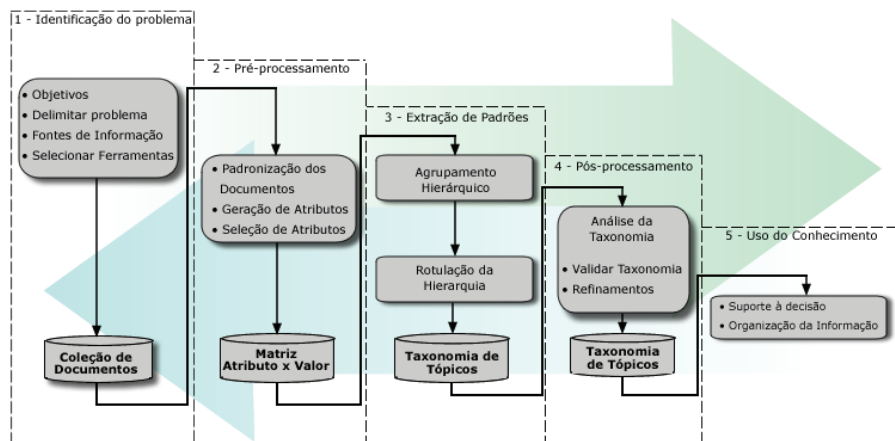 1 - Identificação do problema
• Objetivos
• Delimitar problema
• Fontes de Informação
• Selecionar Ferramentas
Coleção de
Documentos
2 - Pré-processamento
• Padronização dos
Documentos
• Geração de Atributos
• Seleção de Atributos
Matriz
Atributo x Valor
3 - Extração de Padrões
Agrupamento
Hierárquico
Rotulação da
Hierarquia
Taxonomia de
Tópicos
4 - Pós-processamento
Análise da
Taxonomia
• Validar Taxonomia
• Refinamentos
Taxonomia
de Tópicos
5 - Uso do Conhecimento
• Suporte à decisão
• Organização da Informação